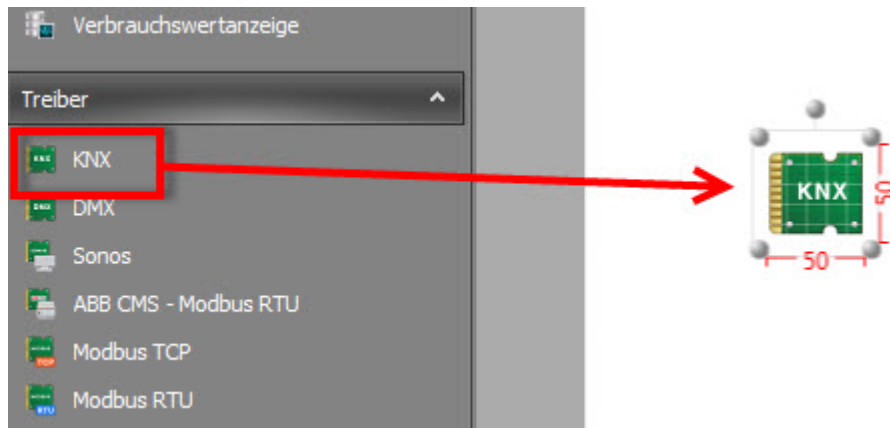 Verbrauchswertanzeige
Treiber
KNX
DMX
Sonos
ABB CMS - Modbus RTU
Modbus TCP
Modbus RTU
KNX
50
50